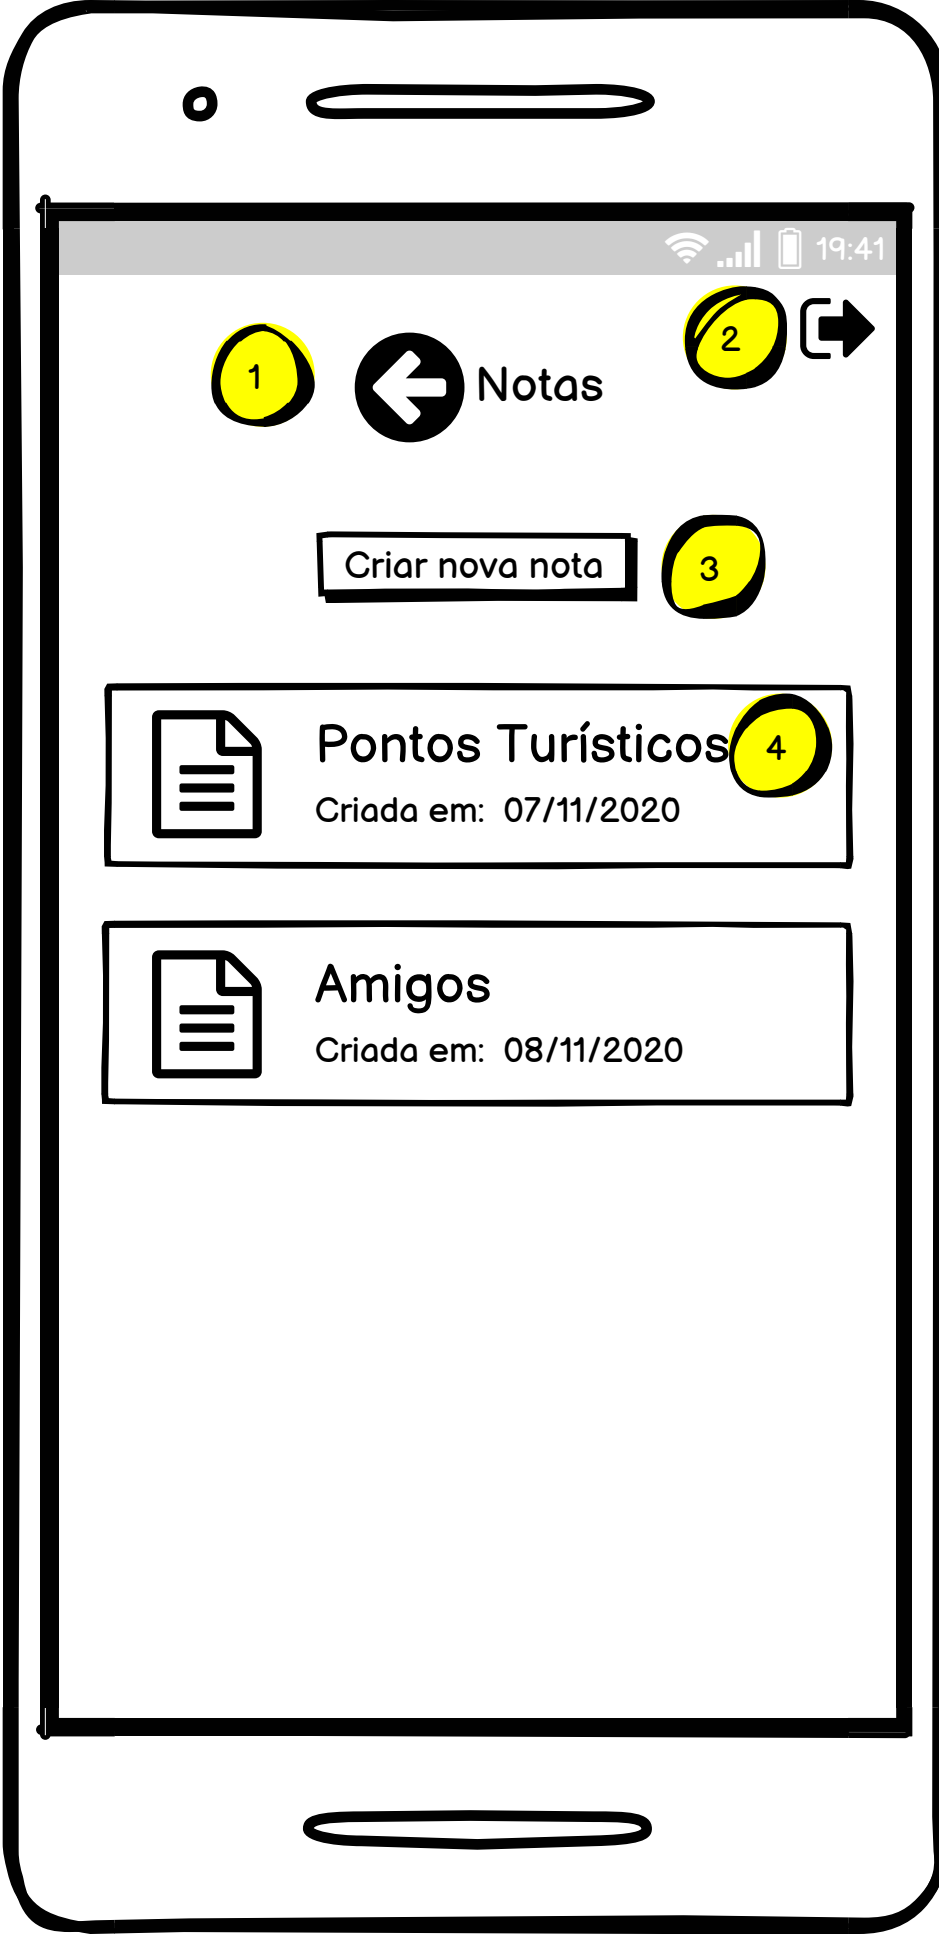 19:41
2
1
Notas
Criar nova nota
3
Pontos Turísticos
4
Criada em: 07/11/2020
Amigos
Criada em: 08/11/2020